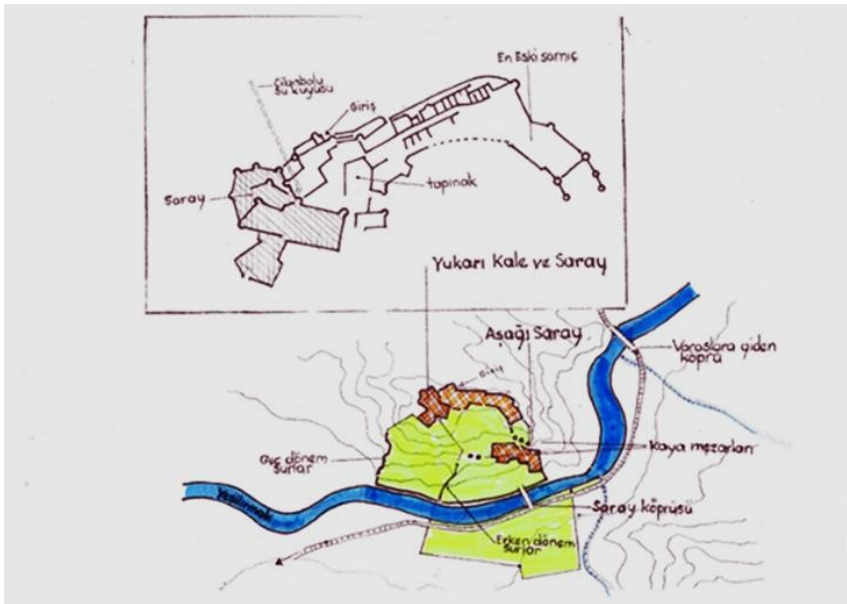 Cilanbolu
su kuyusu
Giriş
En Eski sarnıç
Saray
tapınak
Yukarı Kale ve Saray
Aşağı Saray
Varoşlara giden
köprü
Giriş
Geç dönem
surlar
Kaya mezarları
Yeşilırmak
Saray köprüsü
Erken dönem
surlar